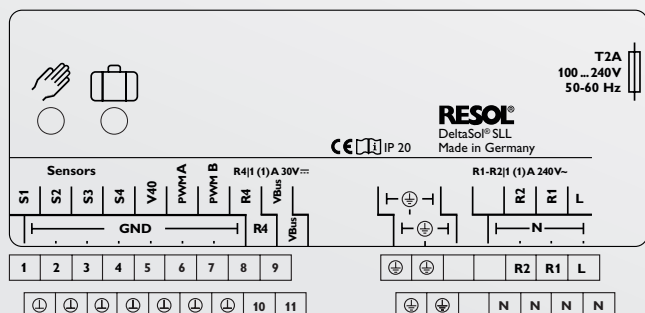 T2A
100 ... 240V
50-60 Hz
RESOL®
DeltaSol® SLL
Made in Germany
CE i IP 20
Sensors
R4|1 (1) A 30V⎓
R1-R2|1 (1) A 240V~
S1 S2 S3 S4 V40 PWM A PWM B R4 VBus R2 R1 L
GND R4 VBus N
1 2 3 4 5 6 7 8 9 R2 R1 L
10 11 N N N N